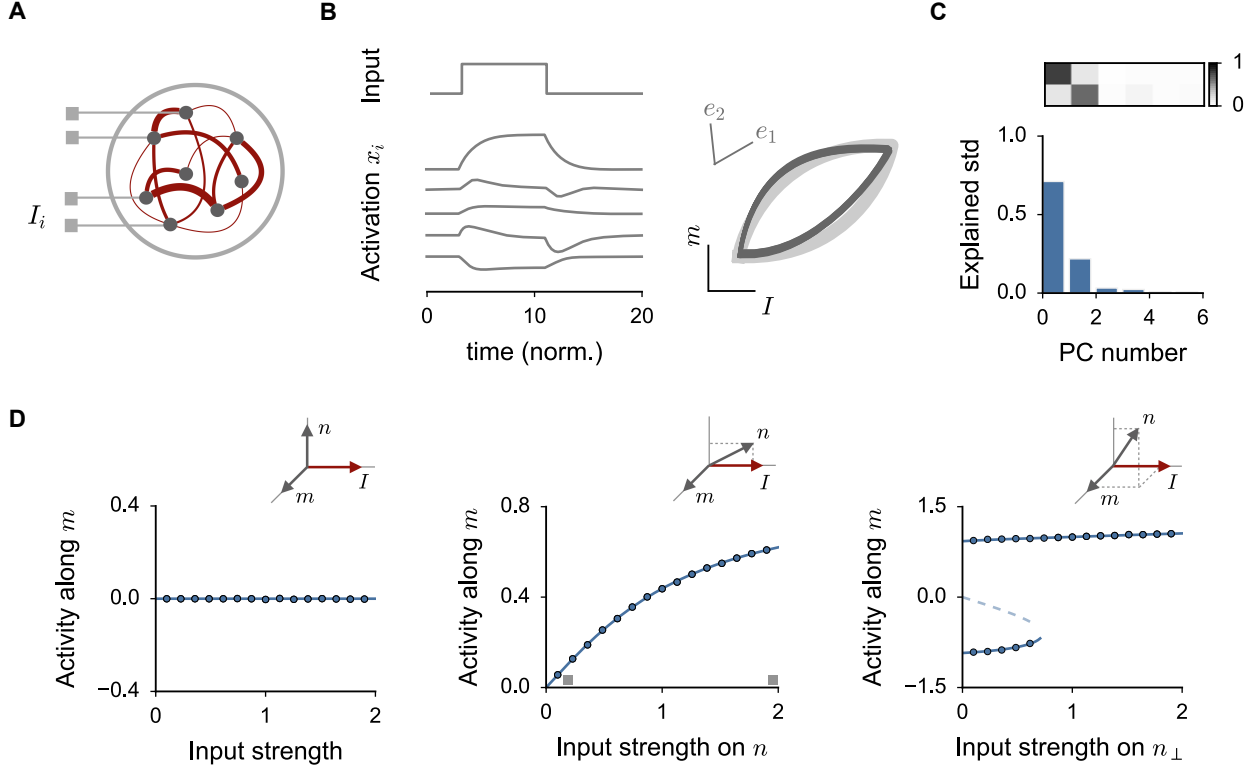 A
I_i
B
Input
Activation x_i
0
10
20
time (norm.)
e_2
e_1
m
I
C
1
0
Explained std
1.0
0.5
0.0
0
2
4
6
PC number
D
n
I
m
Activity along m
0.4
0.0
−0.4
0
1
2
Input strength
n
I
m
Activity along m
0.8
0.4
0.0
0
1
2
Input strength on n
n
I
m
Activity along m
1.5
0.0
−1.5
0
1
2
Input strength on n_⊥